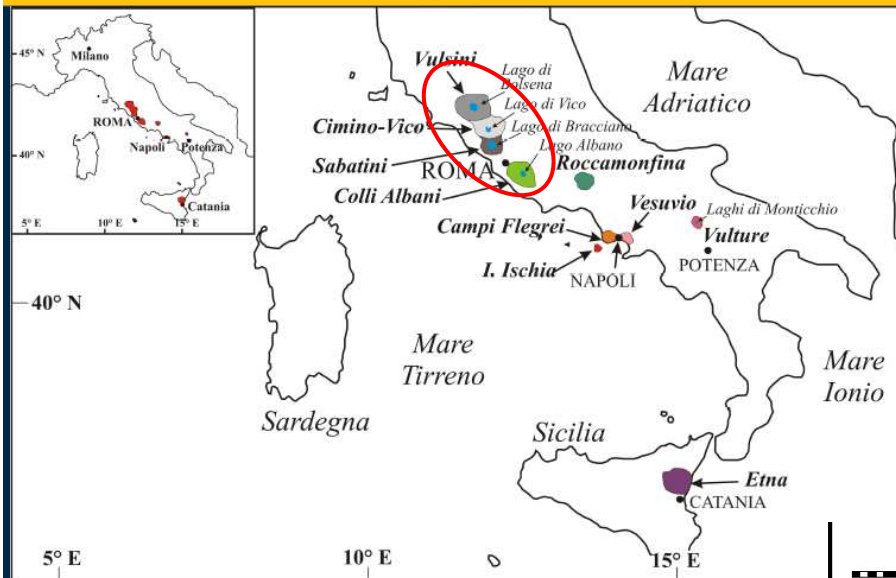 45° N
Milano
ROMA
40° N
Napoli
Potenza
Catania
5° E
10° E
15° E
Vulsini
Lago di
Bolsena
Lago di Vico
Cimino-Vico
Lago di Bracciano
Sabatini
Lago Albano
ROMA
Roccamonfina
Colli Albani
Mare
Adriatico
Campi Flegrei
Vesuvio
Laghi di Monticchio
Vulture
I. Ischia
NAPOLI
POTENZA
40° N
Mare
Tirreno
Mare
Ionio
Sardegna
Sicilia
Etna
CATANIA
5° E
10° E
15° E